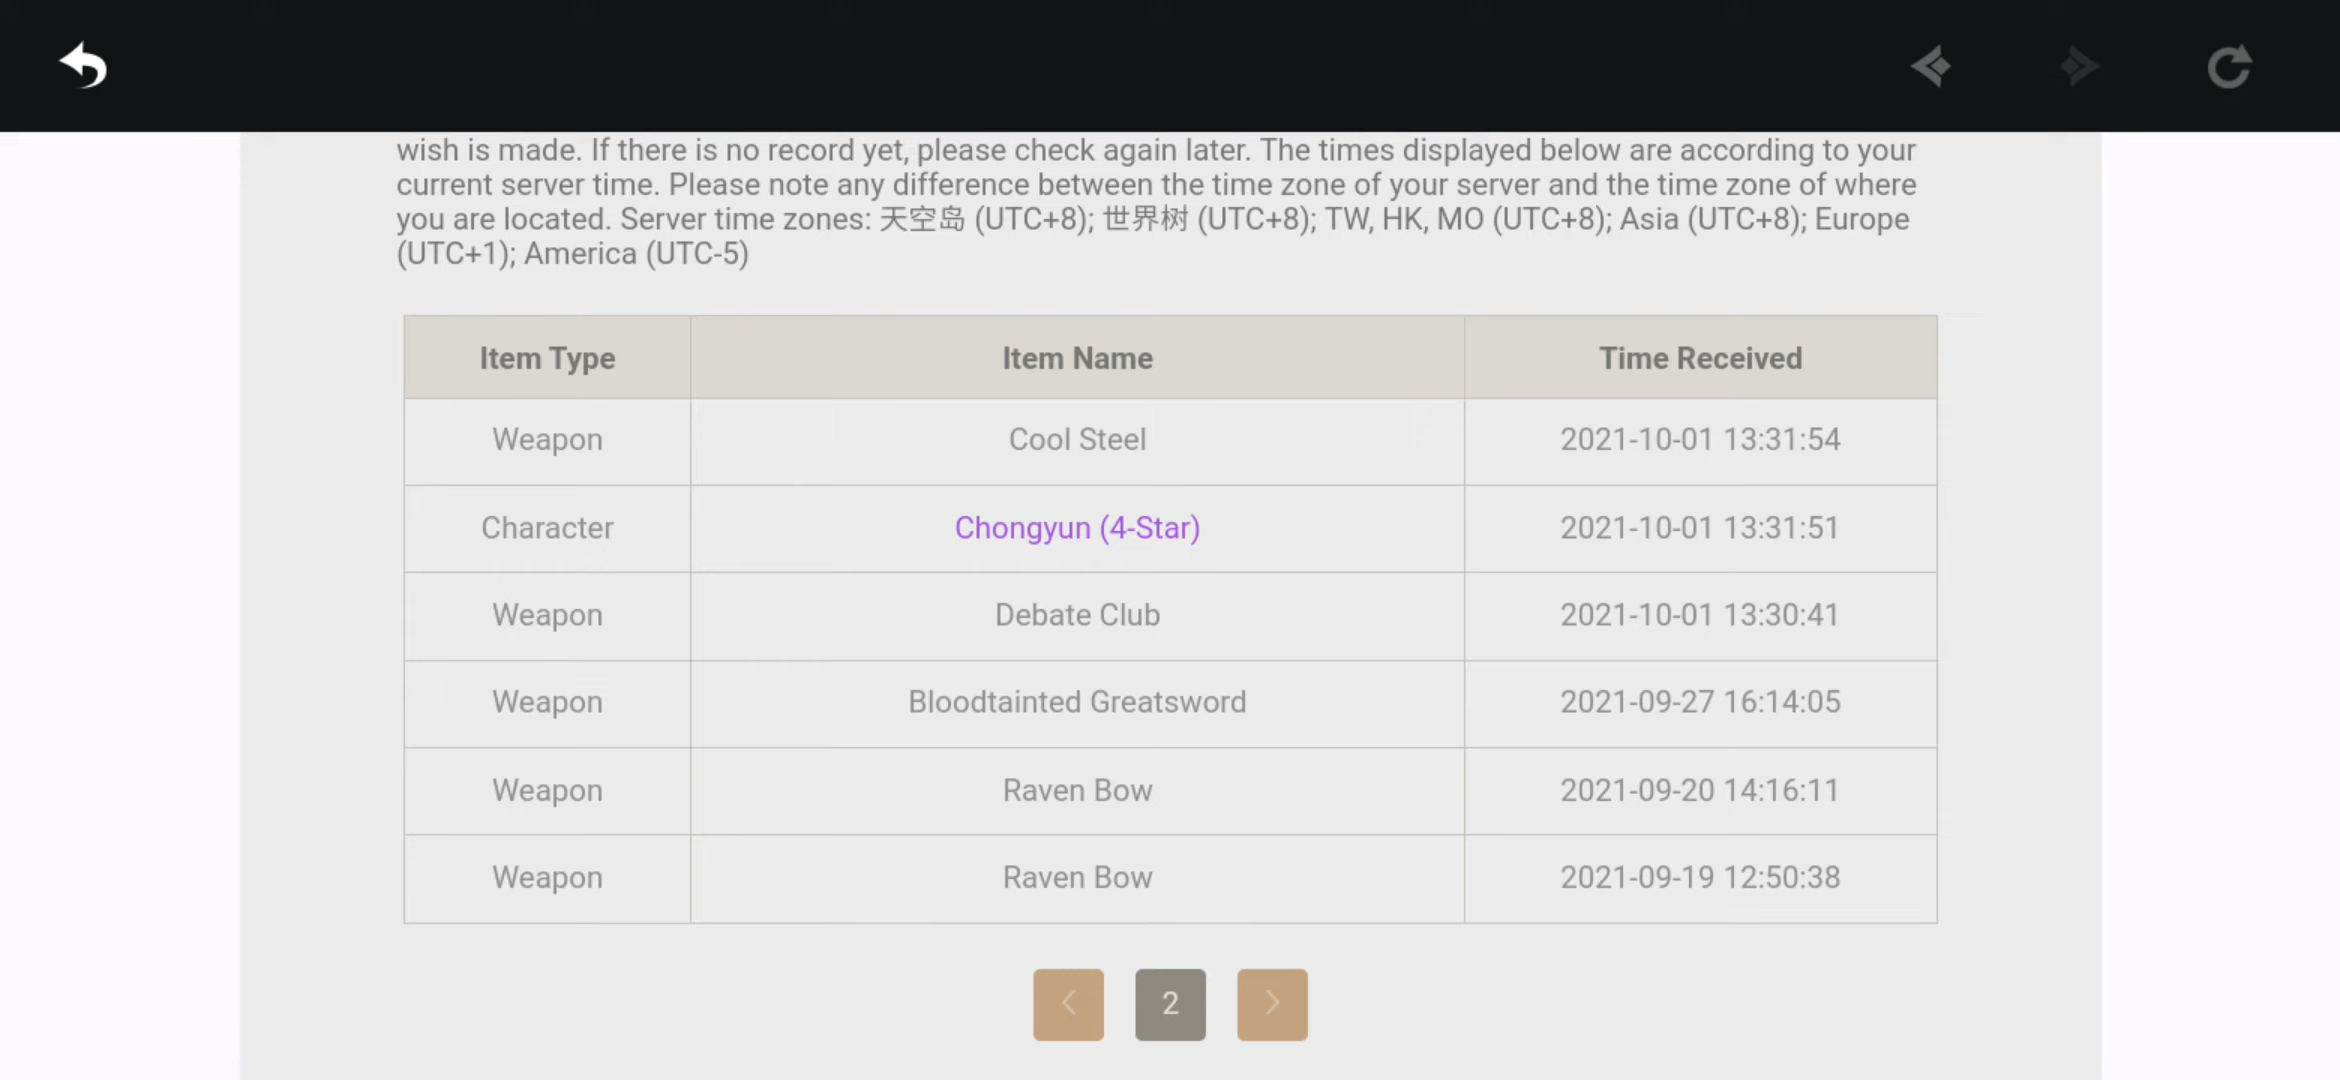 wish is made. If there is no record yet, please check again later. The times displayed below are according to your
current server time. Please note any difference between the time zone of your server and the time zone of where
you are located. Server time zones: 天空岛 (UTC+8); 世界树 (UTC+8); TW, HK, MO (UTC+8); Asia (UTC+8); Europe
(UTC+1); America (UTC-5)
Item Type Item Name Time Received
Weapon Cool Steel 2021-10-01 13:31:54
Character Chongyun (4-Star) 2021-10-01 13:31:51
Weapon Debate Club 2021-10-01 13:30:41
Weapon Bloodtainted Greatsword 2021-09-27 16:14:05
Weapon Raven Bow 2021-09-20 14:16:11
Weapon Raven Bow 2021-09-19 12:50:38
2